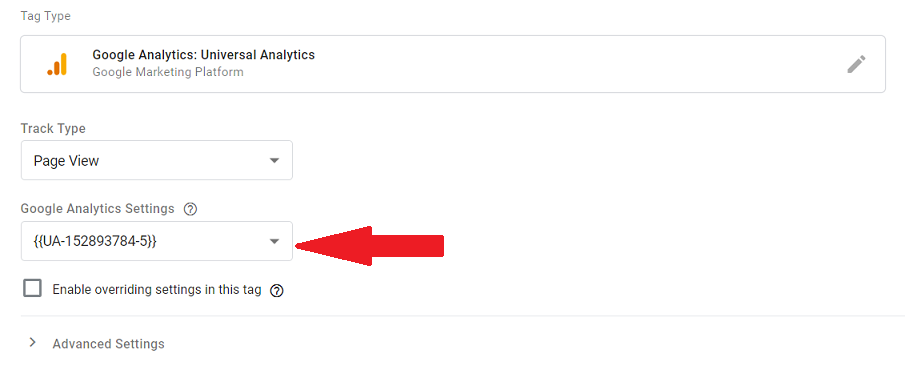 Tag Type
Google Analytics: Universal Analytics
Google Marketing Platform
Track Type
Page View
Google Analytics Settings ?
{{UA-152893784-5}}
Enable overriding settings in this tag ?
Advanced Settings